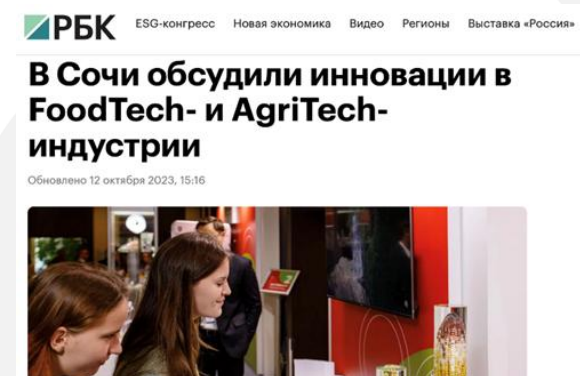 РБК
ESG-конгресс Новая экономика Видео Регионы Выставка «Россия»
В Сочи обсудили инновации в
FoodTech- и AgriTech-
индустрии
Обновлено 12 октября 2023, 15:16